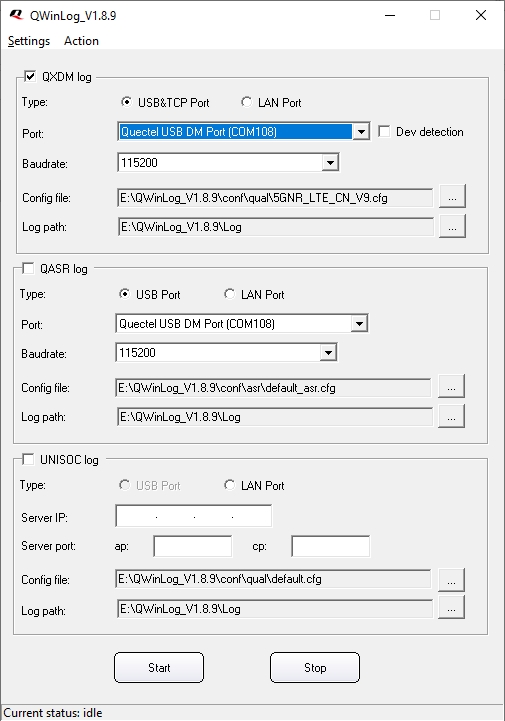 QWinLog_V1.8.9
Settings Action
QXDM log
Type: USB&TCP Port LAN Port
Port: Quectel USB DM Port (COM108) Dev detection
Baudrate: 115200
Config file: E:\QWinLog_V1.8.9\conf\qual\5GNR_LTE_CN_V9.cfg ...
Log path: E:\QWinLog_V1.8.9\Log ...
QASR log
Type: USB Port LAN Port
Port: Quectel USB DM Port (COM108)
Baudrate: 115200
Config file: E:\QWinLog_V1.8.9\conf\asr\default_asr.cfg ...
Log path: E:\QWinLog_V1.8.9\Log ...
UNISOC log
Type: USB Port LAN Port
Server IP: . . .
Server port: ap: cp:
Config file: E:\QWinLog_V1.8.9\conf\qual\default.cfg ...
Log path: E:\QWinLog_V1.8.9\Log ...
Start Stop
Current status: idle